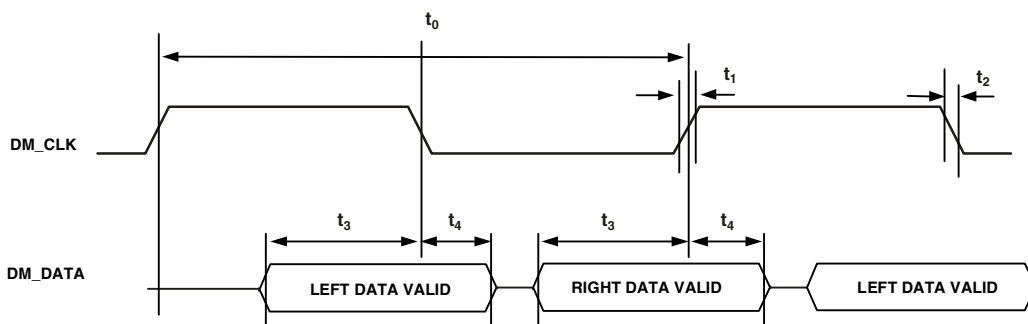 t0
t1
t2
DM_CLK
t3
t4
t3
t4
DM_DATA
LEFT DATA VALID
RIGHT DATA VALID
LEFT DATA VALID